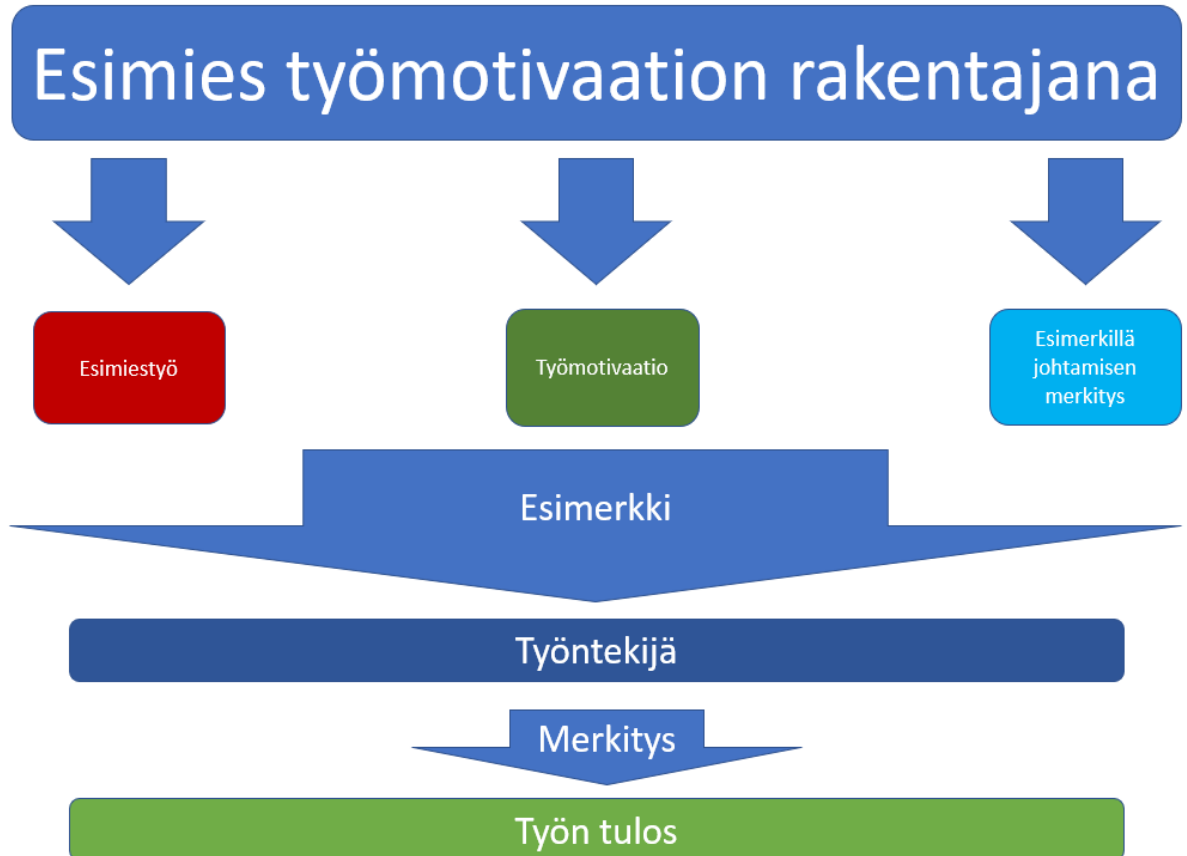 Esimies työmotivaation rakentajana
Esimiestyö
Työmotivaatio
Esimerkillä
johtamisen
merkitys
Esimerkki
Työntekijä
Merkitys
Työn tulos